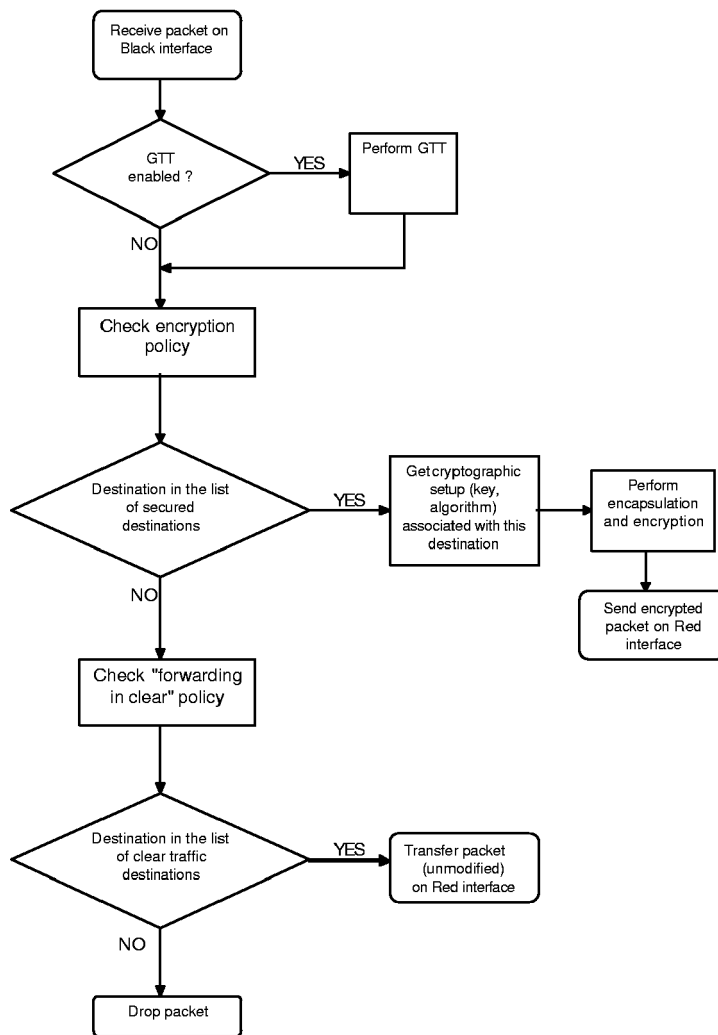 Receive packet on
Black interface
GTT
enabled ?
YES
Perform GTT
NO
Check encryption
policy
Destination in the list
of secured
destinations
YES
Get cryptographic
setup (key,
algorithm)
associated with this
destination
Perform
encapsulation
and encryption
NO
Send encrypted
packet on Red
interface
Check "forwarding
in clear" policy
Destination in the list
of clear traffic
destinations
YES
Transfer packet
(unmodified)
on Red interface
NO
Drop packet